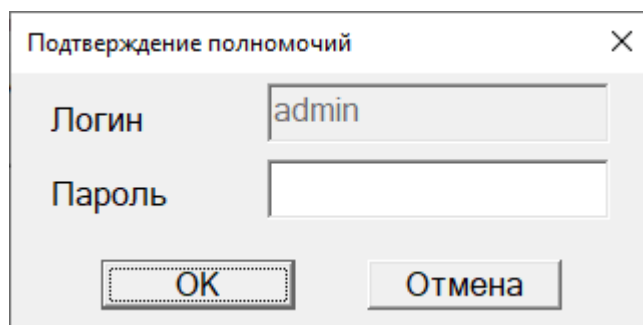 Подтверждение полномочий
Логин
admin
Пароль
OK
Отмена